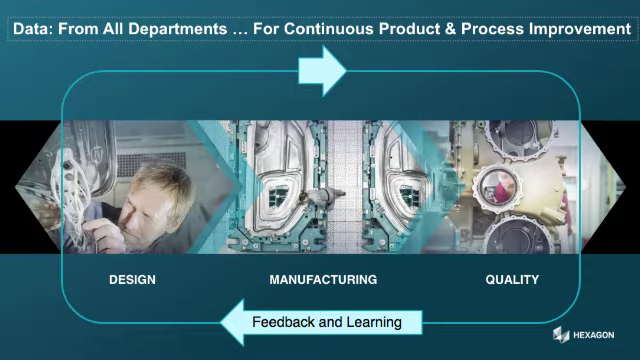 Data: From All Departments ... For Continuous Product & Process Improvement
DESIGN
MANUFACTURING
QUALITY
Feedback and Learning
HEXAGON